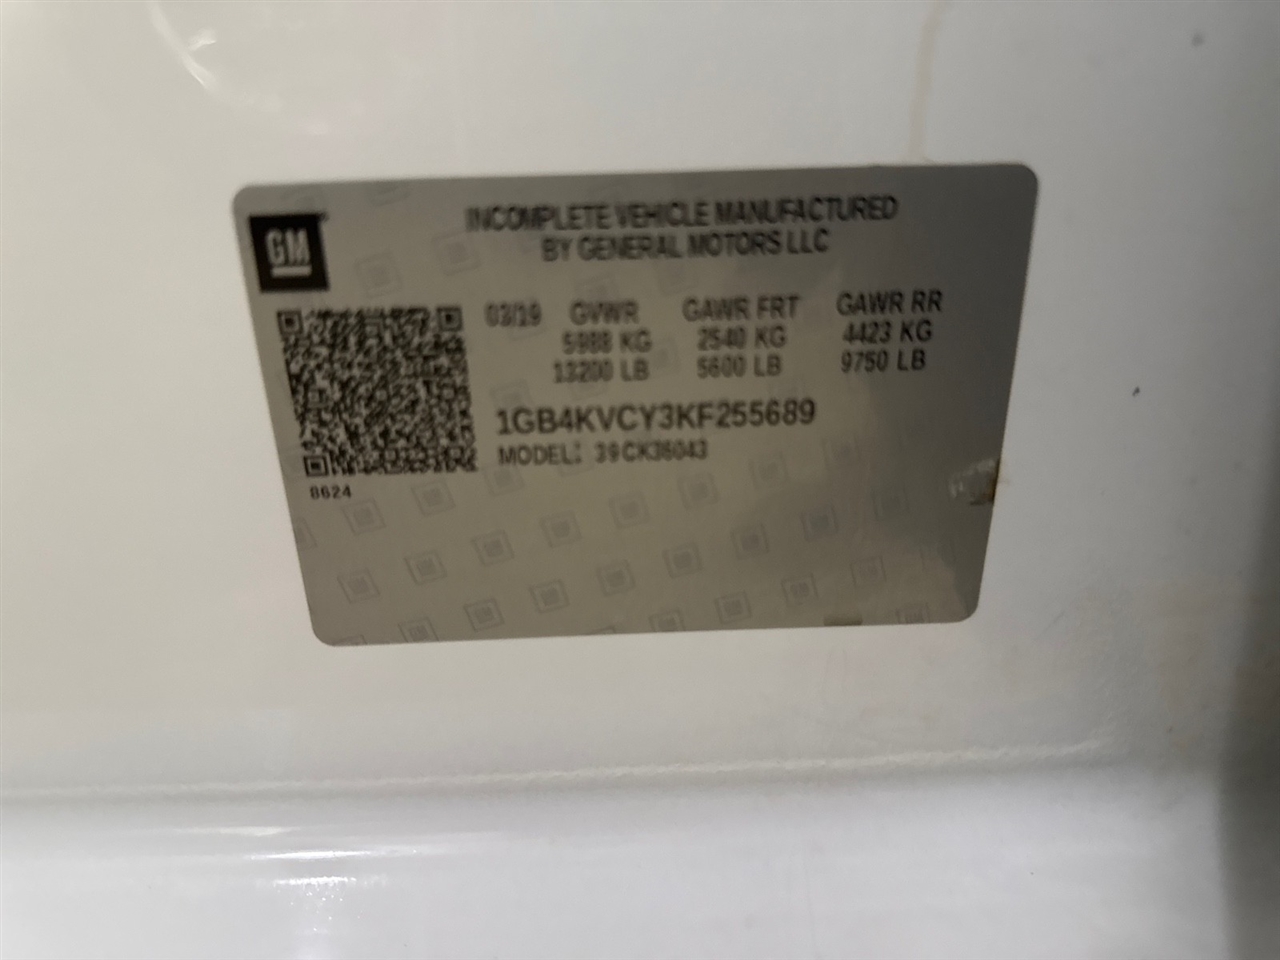 GM
INCOMPLETE VEHICLE MANUFACTURED
BY GENERAL MOTORS LLC
03/19 GVWR GAWR FRT GAWR RR
5988 KG 2540 KG 4423 KG
13200 LB 5600 LB 9750 LB
1GB4KVCY3KF255689
MODEL: 39CK36043
8624